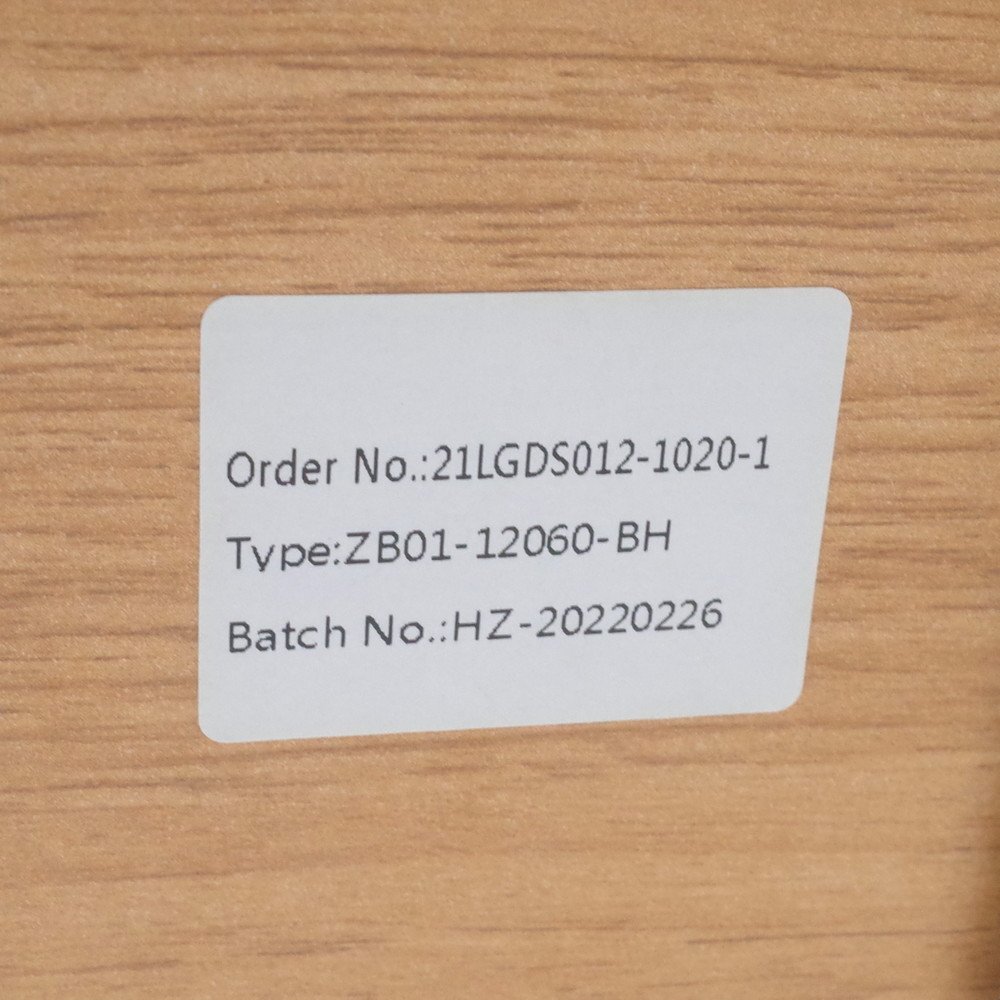 Order No.:21LGDS012-1020-1
Type:ZB01-12060-BH
Batch No.:HZ-20220226